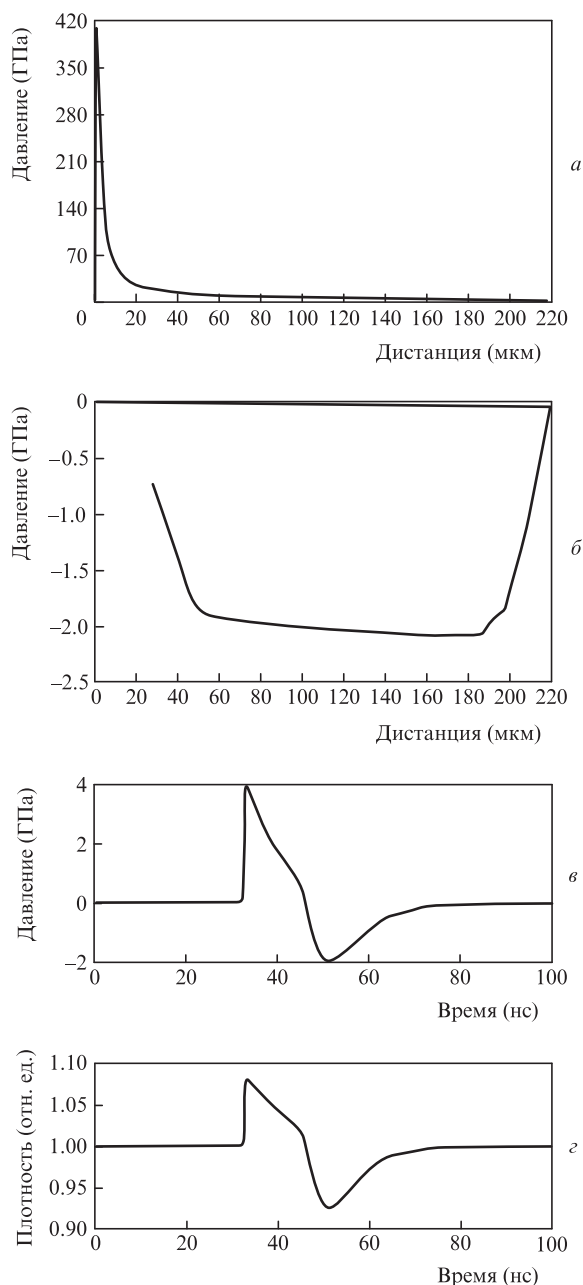 Давление (ГПа)
420
350
280
210
140
70
0 20 40 60 80 100 120 140 160 180 200 220
Дистанция (мкм)
а
Давление (ГПа)
0
–0.5
–1.0
–1.5
–2.0
–2.5
0 20 40 60 80 100 120 140 160 180 200 220
Дистанция (мкм)
б
Давление (ГПа)
4
2
0
–2
0 20 40 60 80 100
Время (нс)
в
Плотность (отн. ед.)
1.10
1.05
1.00
0.95
0.90
0 20 40 60 80 100
Время (нс)
г